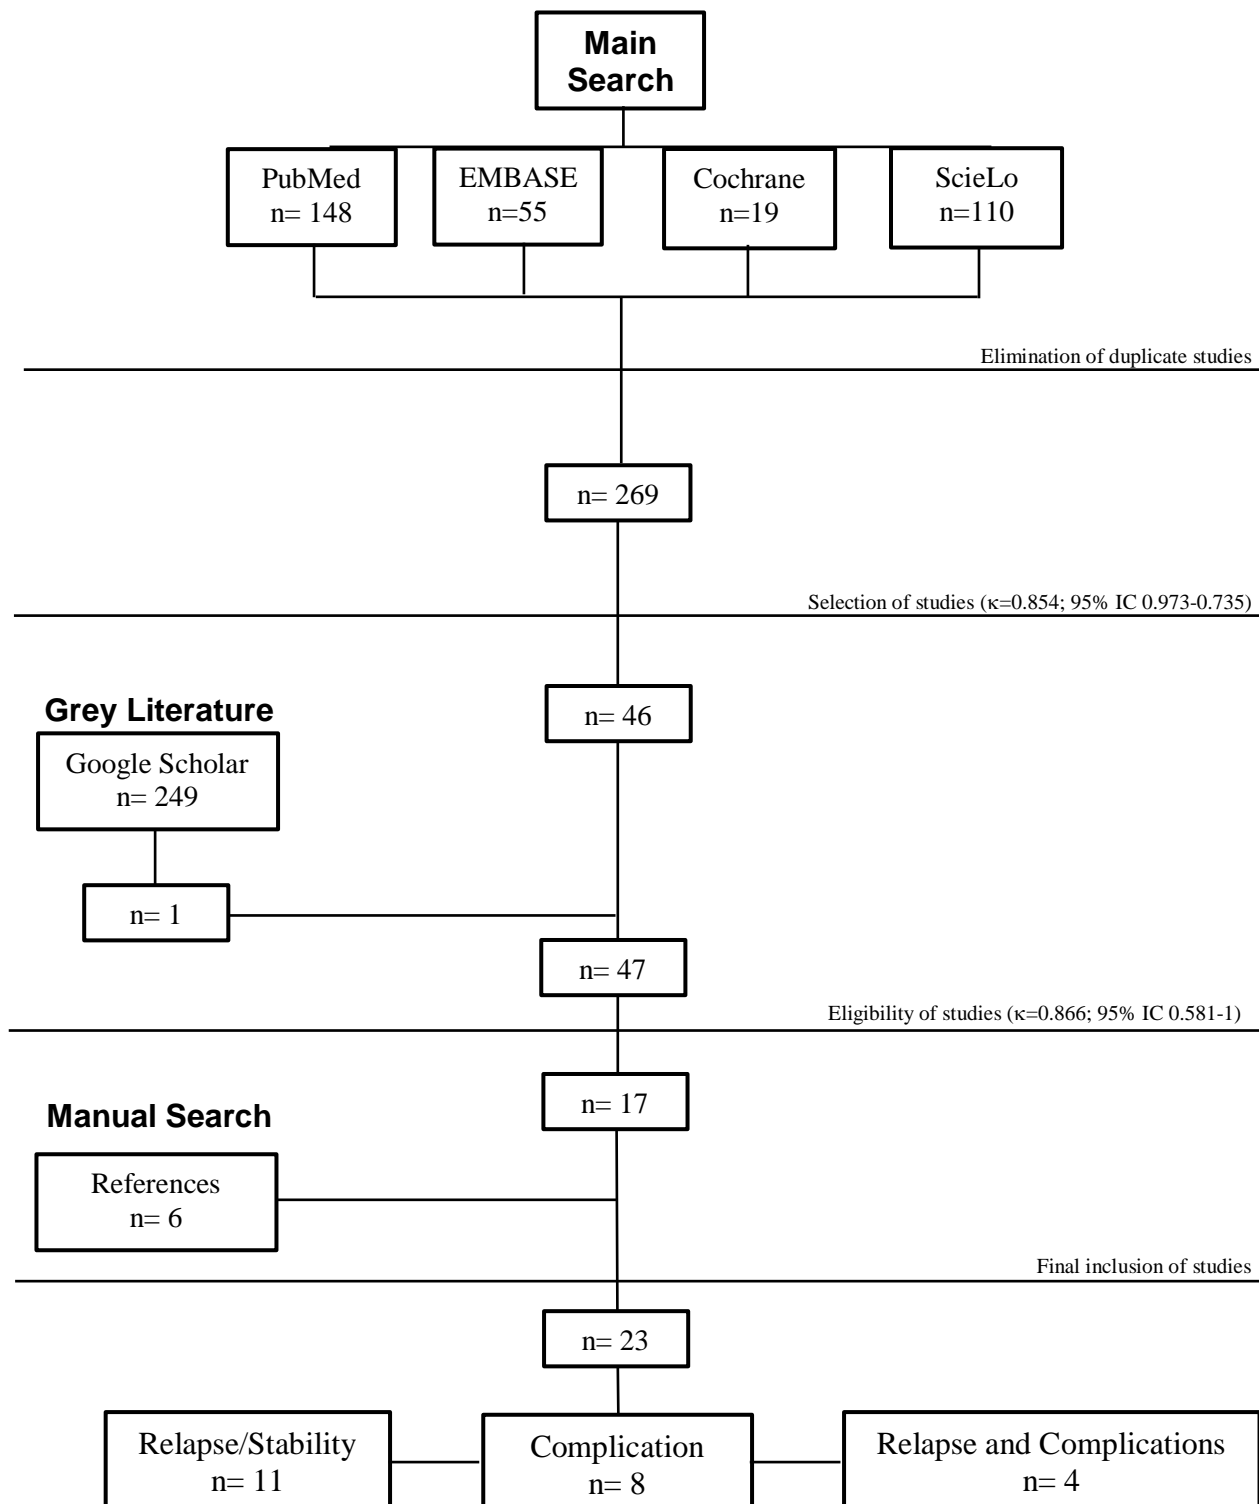 Main
Search
PubMed
n= 148
EMBASE
n=55
Cochrane
n=19
ScieLo
n=110
Elimination of duplicate studies
n= 269
Selection of studies (κ=0.854; 95% IC 0.973-0.735)
n= 46
Grey Literature
Google Scholar
n= 249
n= 1
n= 47
Eligibility of studies (κ=0.866; 95% IC 0.581-1)
n= 17
Manual Search
References
n= 6
Final inclusion of studies
n= 23
Relapse/Stability
n= 11
Complication
n= 8
Relapse and Complications
n= 4